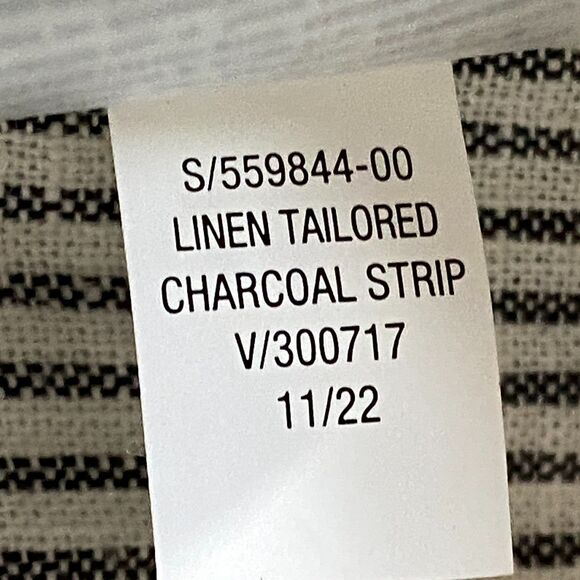 S/559844-00
LINEN TAILORED
CHARCOAL STRIP
V/300717
11/22